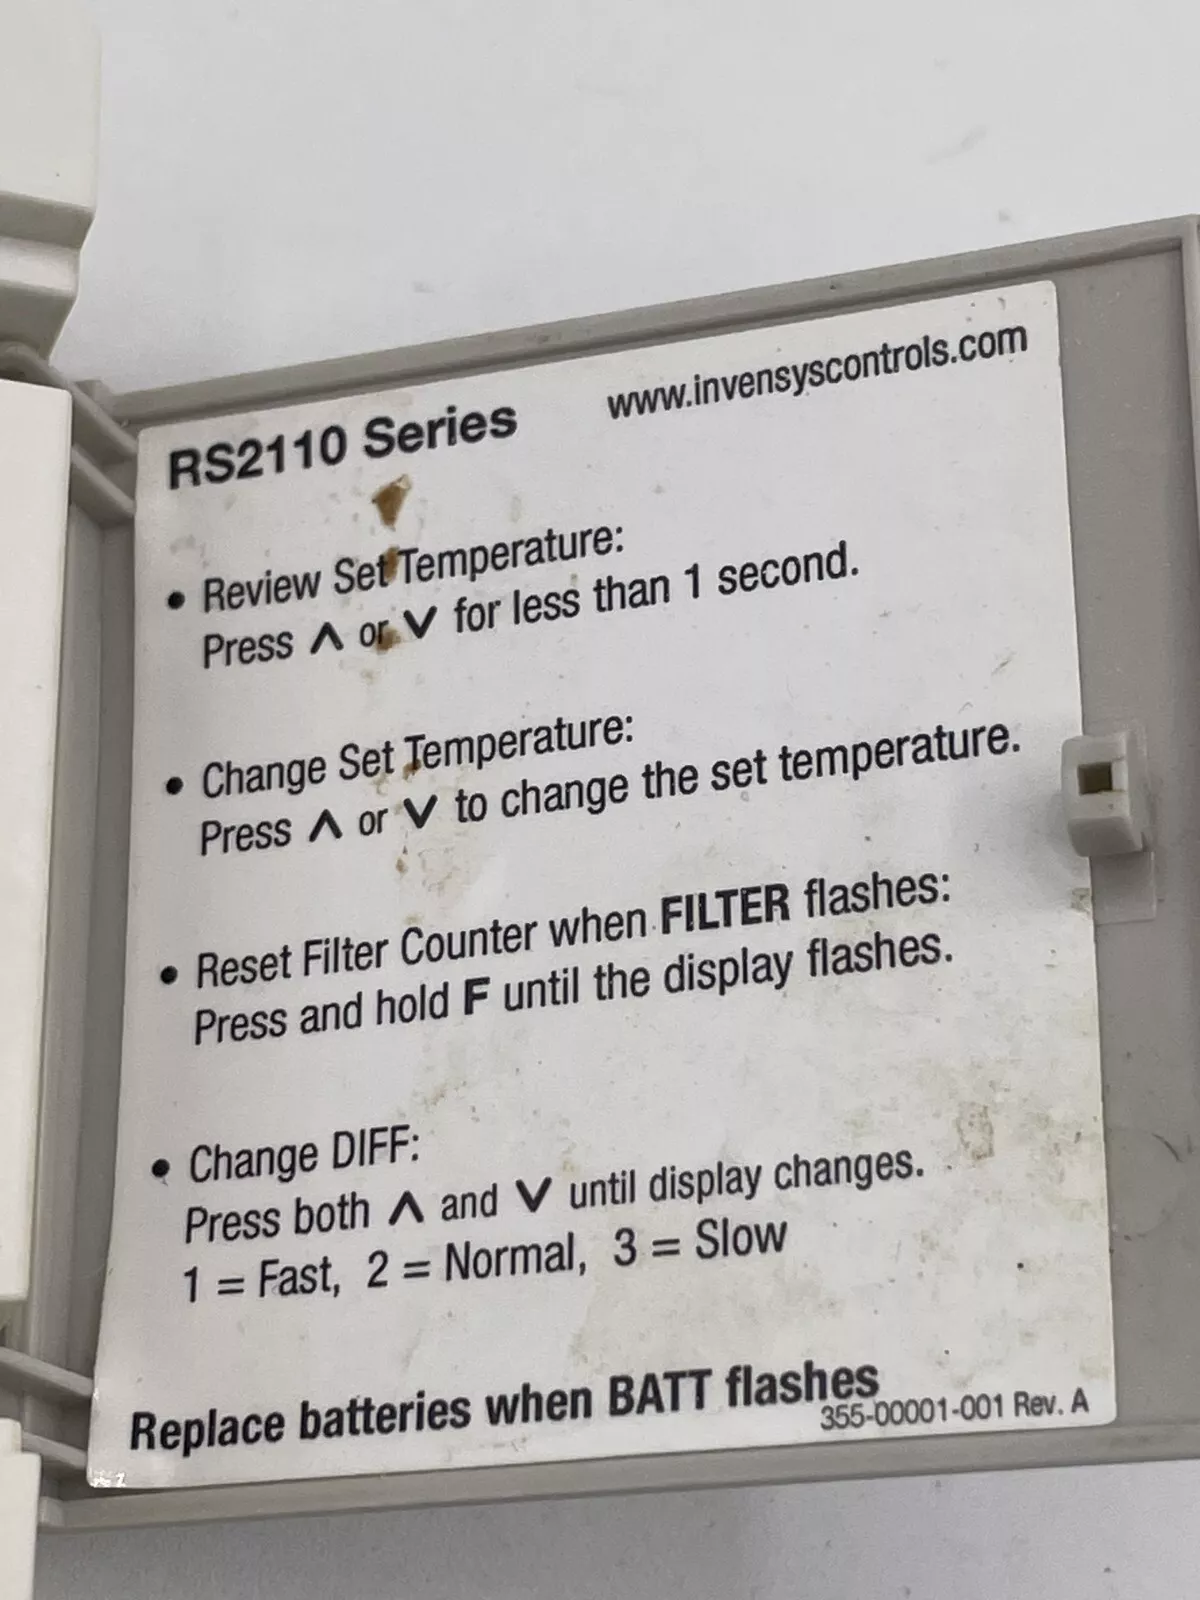 RS2110 Series www.invensyscontrols.com
• Review Set Temperature:
Press ∧ or ∨ for less than 1 second.
• Change Set Temperature:
Press ∧ or ∨ to change the set temperature.
• Reset Filter Counter when FILTER flashes:
Press and hold F until the display flashes.
• Change DIFF:
Press both ∧ and ∨ until display changes.
1 = Fast, 2 = Normal, 3 = Slow
Replace batteries when BATT flashes
355-00001-001 Rev. A